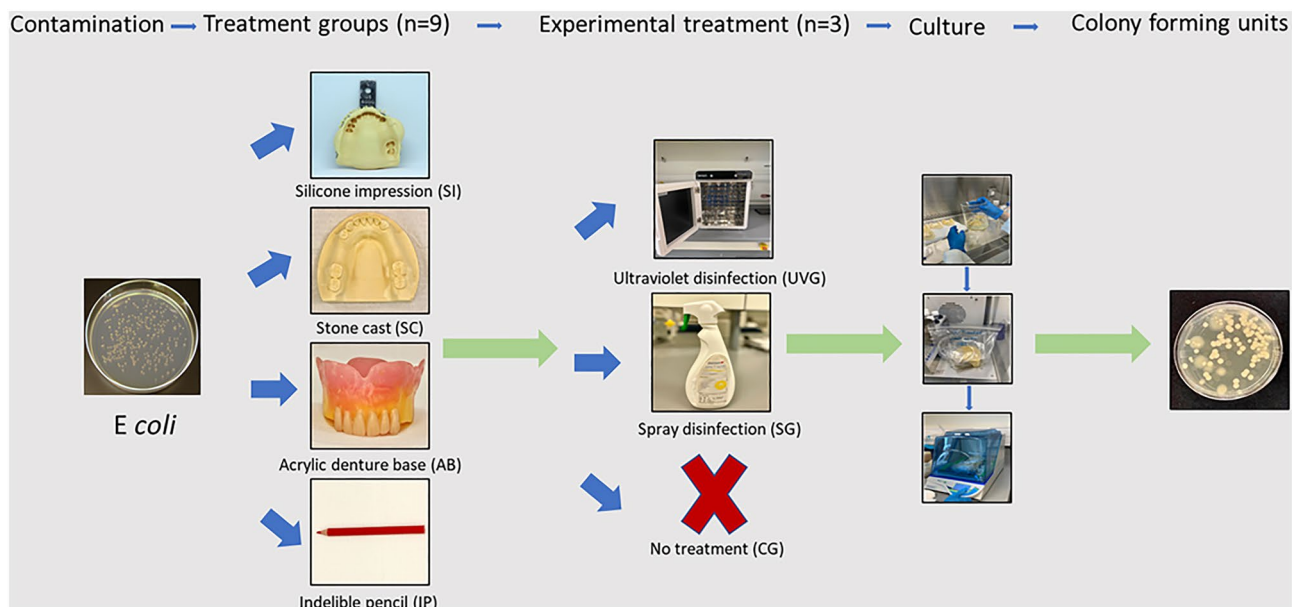 Contamination
Treatment groups (n=9)
Experimental treatment (n=3)
Culture
Colony forming units
Silicone impression (SI)
Stone cast (SC)
Acrylic denture base (AB)
Indelible pencil (IP)
E coli
Ultraviolet disinfection (UVG)
Spray disinfection (SG)
No treatment (CG)